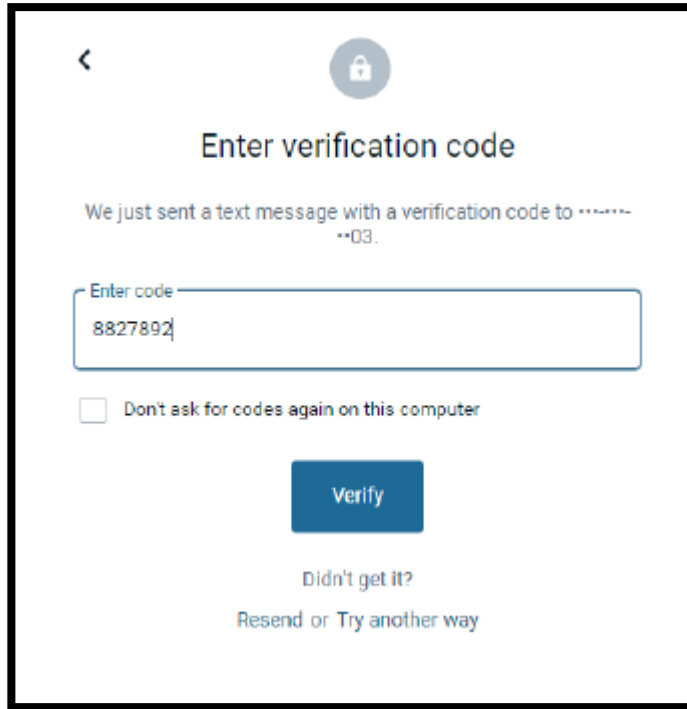 Enter verification code
We just sent a text message with a verification code to •••-•••-
••03.
Enter code
8827892
Don't ask for codes again on this computer
Verify
Didn't get it?
Resend or Try another way